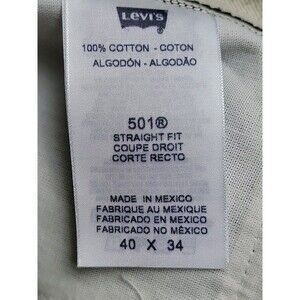 Levi's
100% COTTON - COTON
ALGODÓN - ALGODÃO
501®
STRAIGHT FIT
COUPE DROIT
CORTE RECTO
MADE IN MEXICO
FABRIQUE AU MEXIQUE
FABRICADO EN MEXICO
FABRICADO NO MÉXICO
40 X 34